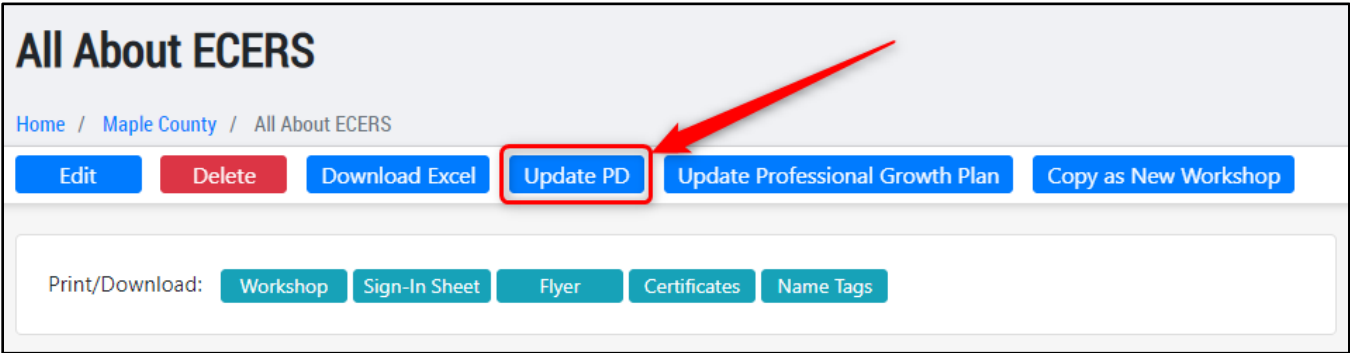 All About ECERS
Home / Maple County / All About ECERS
Edit Delete Download Excel Update PD Update Professional Growth Plan Copy as New Workshop
Print/Download: Workshop Sign-In Sheet Flyer Certificates Name Tags